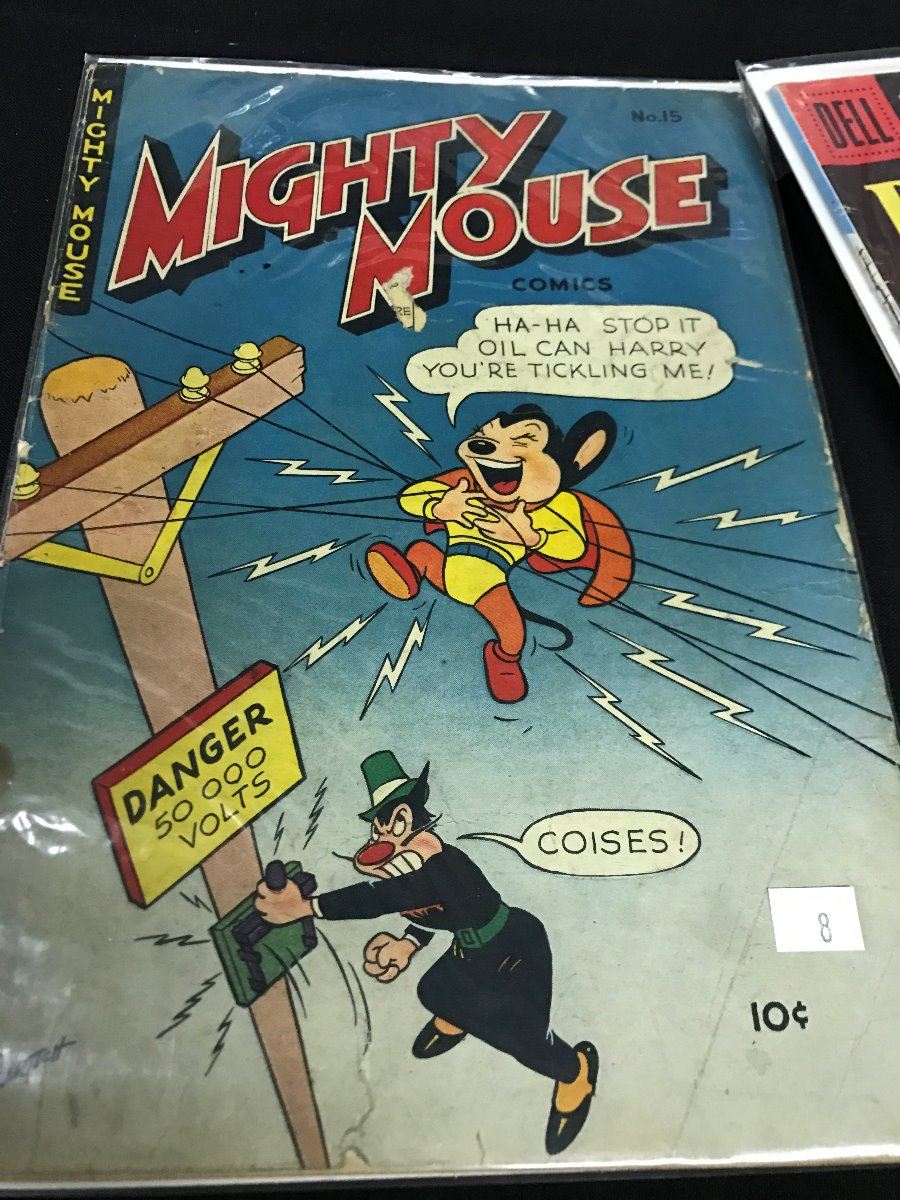 MIGHTY MOUSE
No.15
MIGHTY
MOUSE
COMICS
RE
HA-HA STOP IT
OIL CAN HARRY
YOU'RE TICKLING ME!
DANGER
50 000
VOLTS
COISES!
8
10¢
DELL